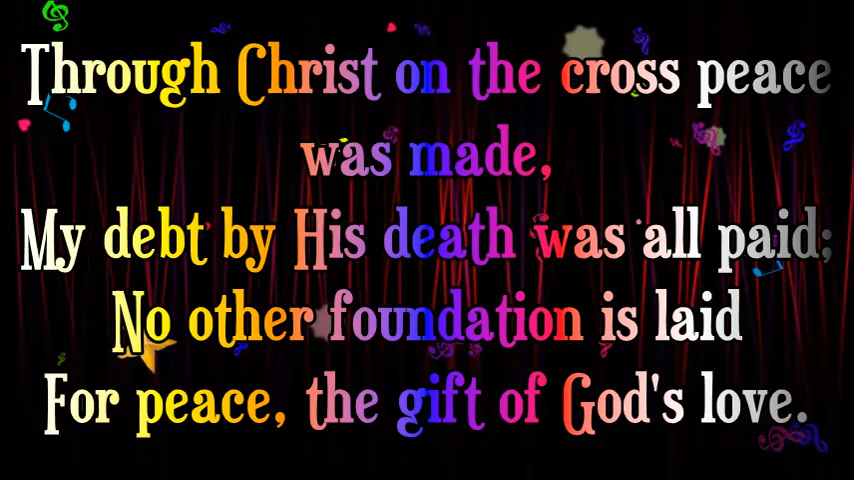 Through Christ on the cross peace
was made,
My debt by His death was all paid;
No other foundation is laid
For peace, the gift of God's love.